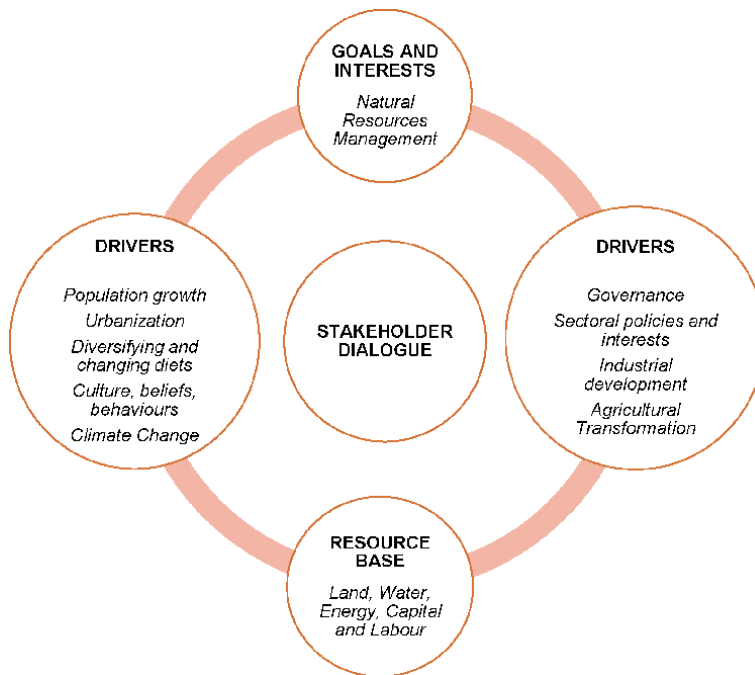 GOALS AND
INTERESTS
Natural
Resources
Management
DRIVERS
Population growth
Urbanization
Diversifying and
changing diets
Culture, beliefs,
behaviours
Climate Change
STAKEHOLDER
DIALOGUE
DRIVERS
Governance
Sectoral policies and
interests
Industrial
development
Agricultural
Transformation
RESOURCE
BASE
Land, Water,
Energy, Capital
and Labour